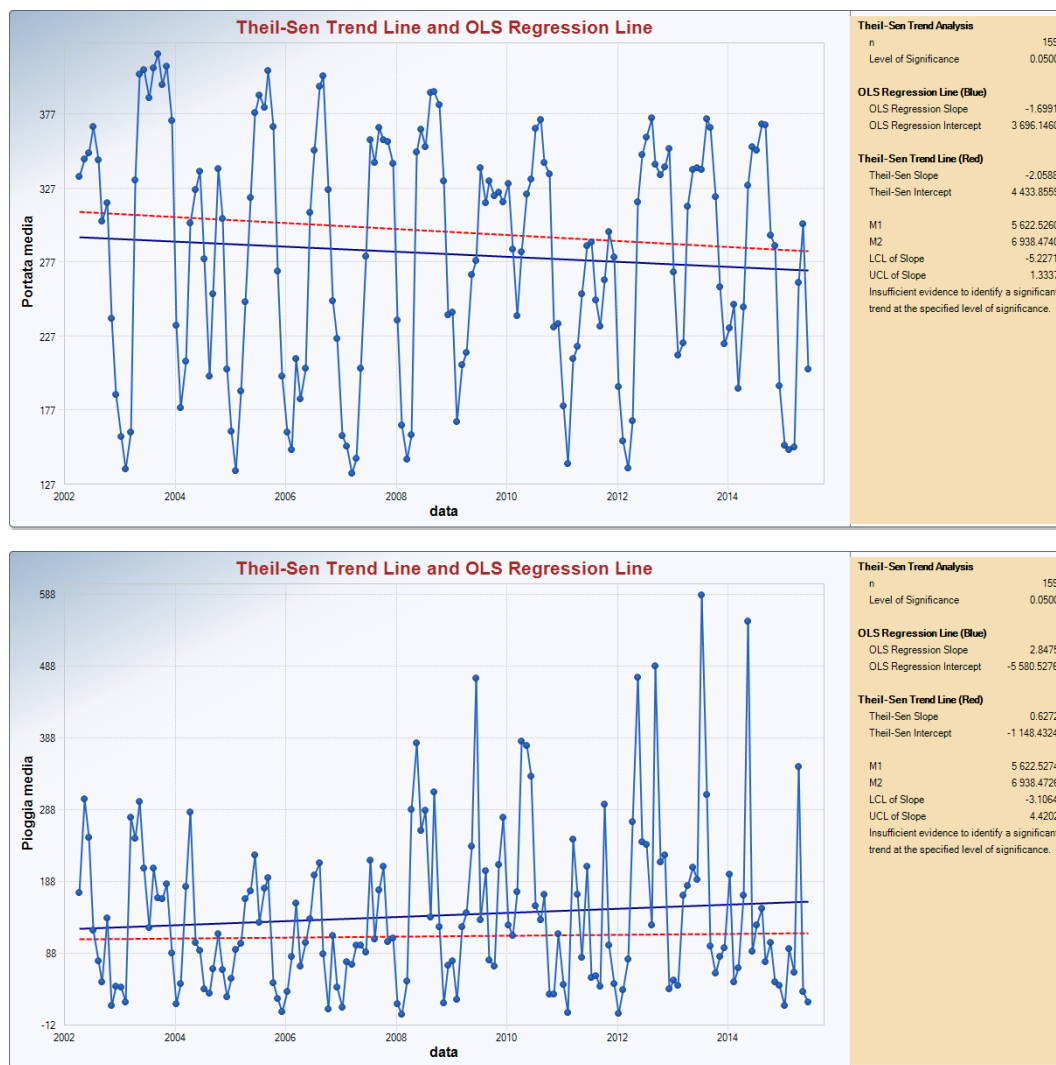 Theil-Sen Trend Line and OLS Regression Line
Portata media
377
327
277
227
177
127
2002
2004
2006
2008
2010
2012
2014
data
Theil-Sen Trend Analysis
n 159
Level of Significance 0.0500
OLS Regression Line (Blue)
OLS Regression Slope -1.6991
OLS Regression Intercept 3 696.1460
Theil-Sen Trend Line (Red)
Theil-Sen Slope -2.0588
Theil-Sen Intercept 4 433.8559
M1 5 622.5260
M2 6 938.4740
LCL of Slope -5.2271
UCL of Slope 1.3337
Insufficient evidence to identify a significant
trend at the specified level of significance.
Theil-Sen Trend Line and OLS Regression Line
Pioggia media
588
488
388
288
188
88
-12
2002
2004
2006
2008
2010
2012
2014
data
Theil-Sen Trend Analysis
n 159
Level of Significance 0.0500
OLS Regression Line (Blue)
OLS Regression Slope 2.8475
OLS Regression Intercept -5 580.5276
Theil-Sen Trend Line (Red)
Theil-Sen Slope 0.6272
Theil-Sen Intercept -1 148.4324
M1 5 622.5274
M2 6 938.4726
LCL of Slope -3.1064
UCL of Slope 4.4202
Insufficient evidence to identify a significant
trend at the specified level of significance.